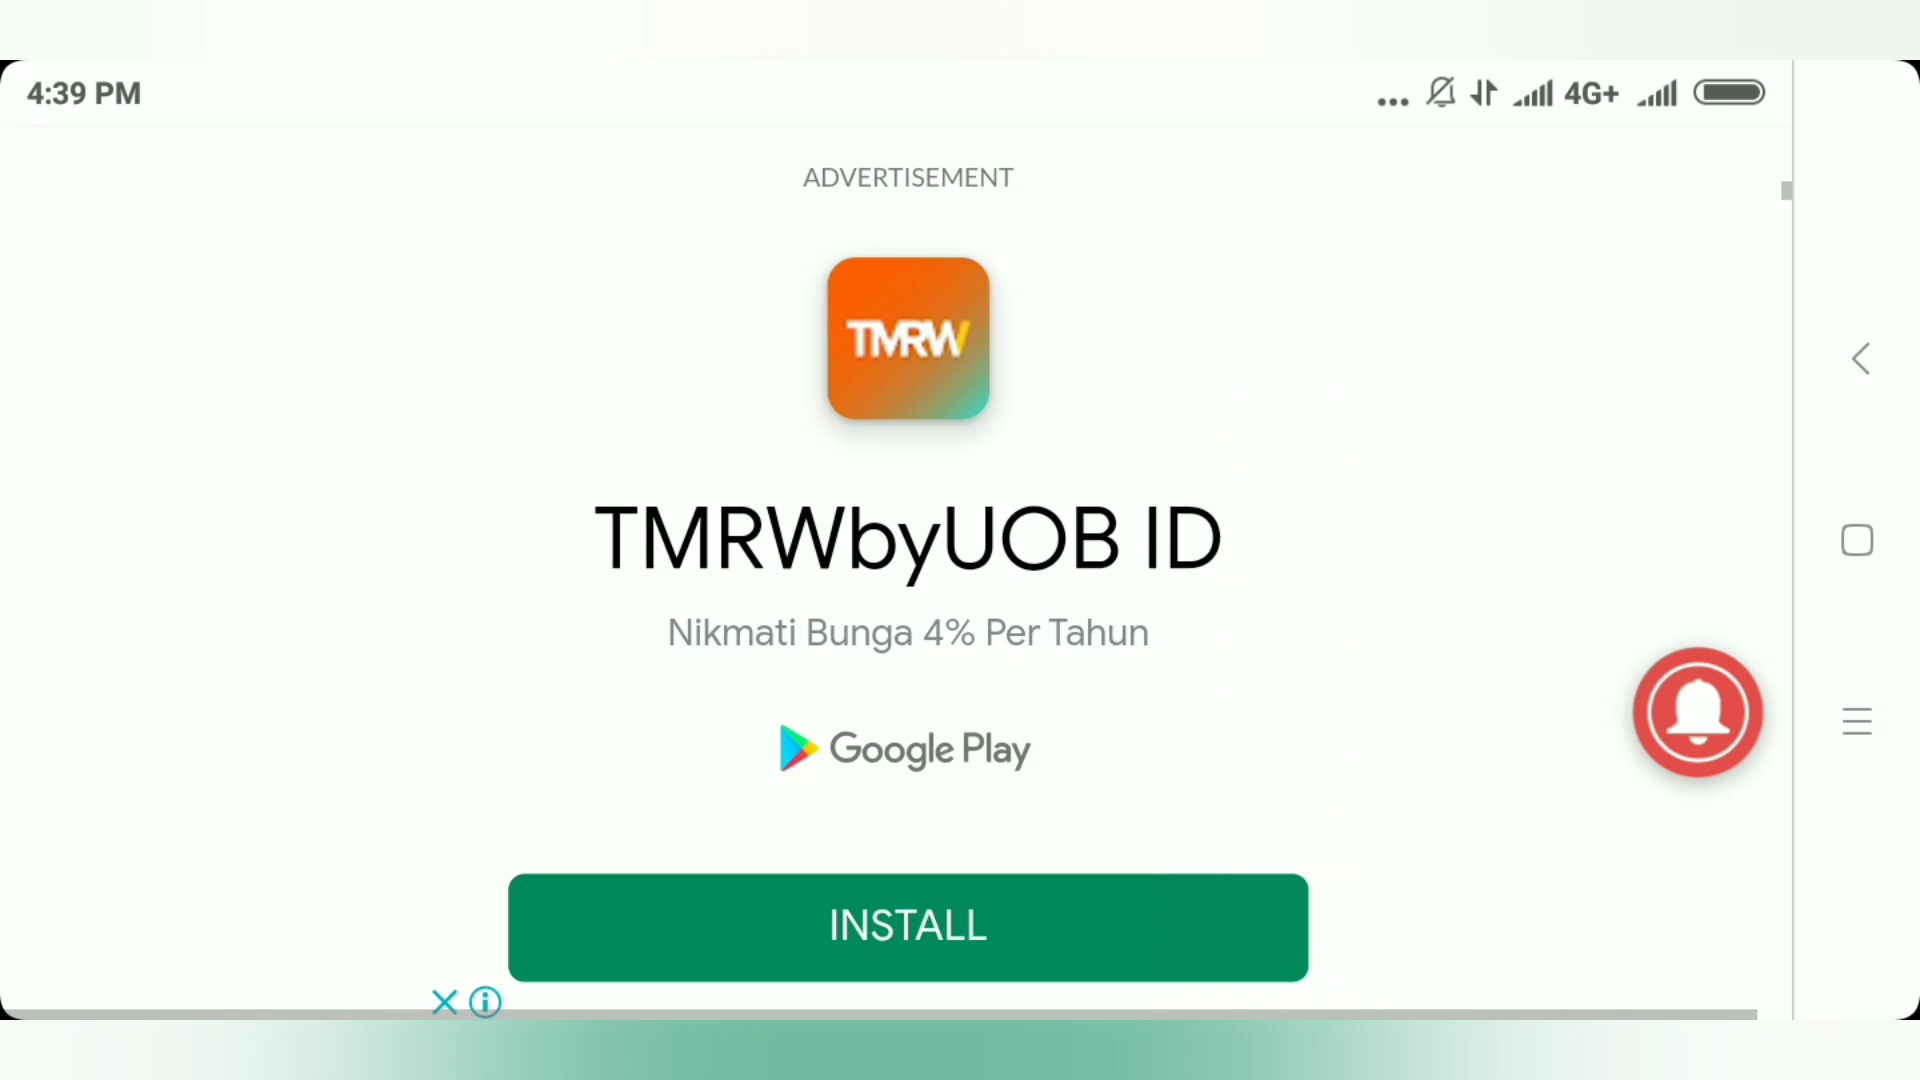 4:39 PM
... 4G+
ADVERTISEMENT
TMRW
TMRWbyUOB ID
Nikmati Bunga 4% Per Tahun
Google Play
INSTALL